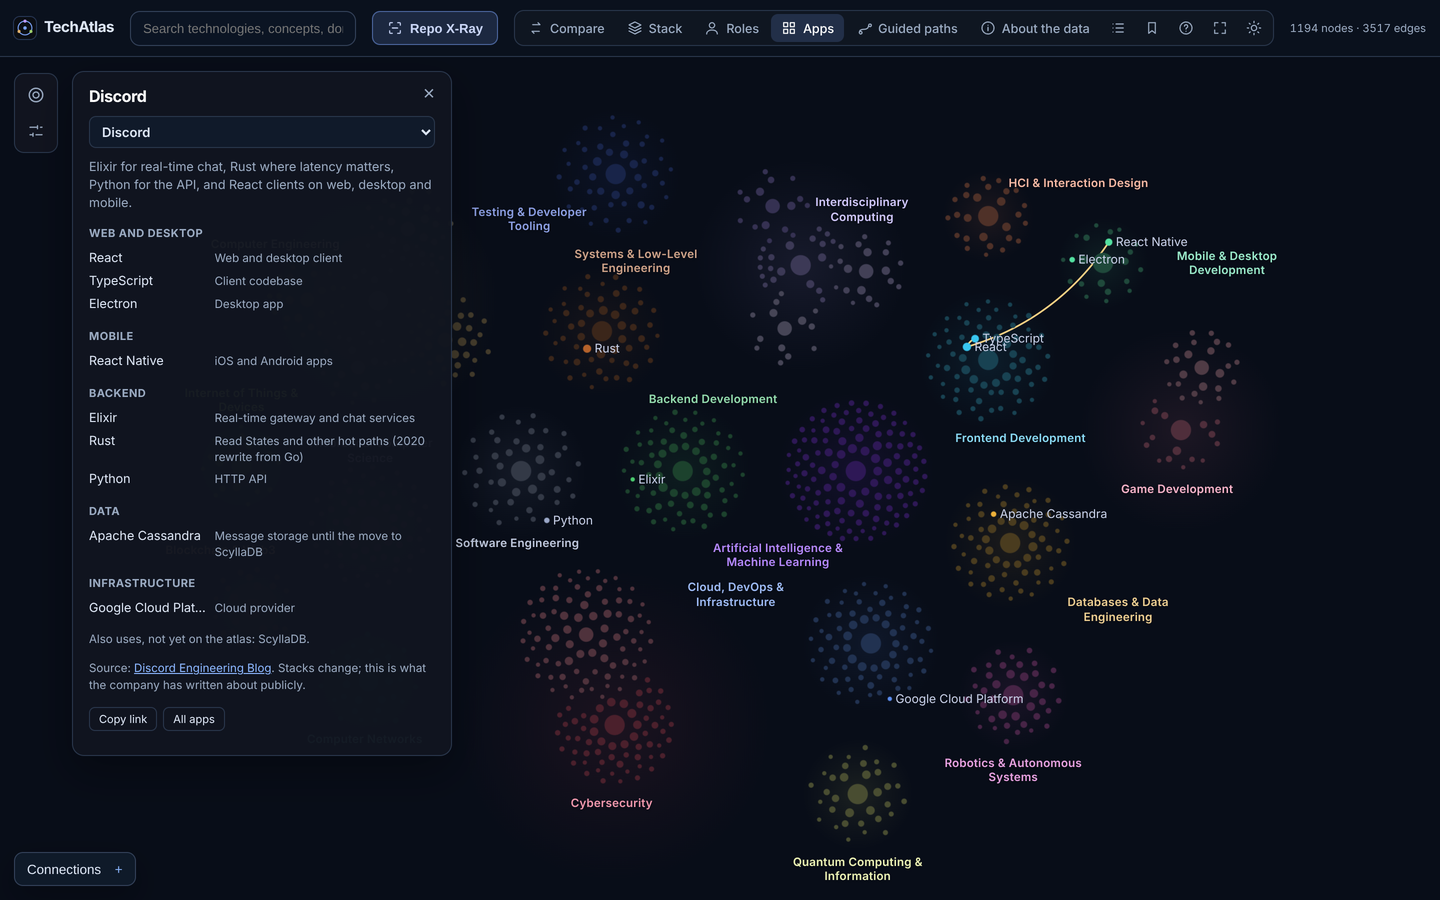 TechAtlas
Search technologies, concepts, do
Repo X-Ray
Compare
Stack
Roles
Apps
Guided paths
About the data
1194 nodes · 3517 edges
Discord
Discord
Elixir for real-time chat, Rust where latency matters,
Python for the API, and React clients on web, desktop and
mobile.
WEB AND DESKTOP
React Web and desktop client
TypeScript Client codebase
Electron Desktop app
MOBILE
React Native iOS and Android apps
BACKEND
Elixir Real-time gateway and chat services
Rust Read States and other hot paths (2020
rewrite from Go)
Python HTTP API
DATA
Apache Cassandra Message storage until the move to
ScyllaDB
INFRASTRUCTURE
Google Cloud Plat... Cloud provider
Also uses, not yet on the atlas: ScyllaDB.
Source: Discord Engineering Blog. Stacks change; this is what
the company has written about publicly.
Copy link
All apps
Connections +
Computer Engineering
Internet of Things &
Computer Networks
Testing & Developer
Tooling
Systems & Low-Level
Engineering
Rust
Interdisciplinary
Computing
HCI & Interaction Design
React Native
Electron
Mobile & Desktop
Development
TypeScript
React
Frontend Development
Backend Development
Elixir
Python
Software Engineering
Artificial Intelligence &
Machine Learning
Game Development
Apache Cassandra
Databases & Data
Engineering
Cloud, DevOps &
Infrastructure
Google Cloud Platform
Robotics & Autonomous
Systems
Cybersecurity
Quantum Computing &
Information